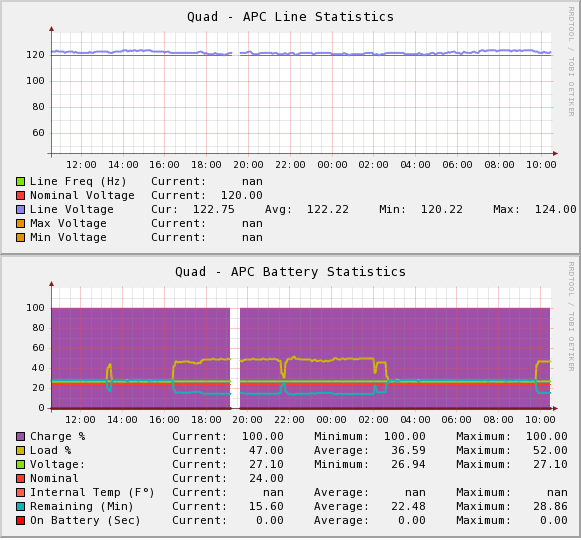 Quad - APC Line Statistics
RRDTOOL / TOBI OETIKER
120
100
80
60
12:00 14:00 16:00 18:00 20:00 22:00 00:00 02:00 04:00 06:00 08:00 10:00
Line Freq (Hz) Current: nan
Nominal Voltage Current: 120.00
Line Voltage Cur: 122.75 Avg: 122.22 Min: 120.22 Max: 124.00
Max Voltage Current: nan
Min Voltage Current: nan
Quad - APC Battery Statistics
RRDTOOL / TOBI OETIKER
100
80
60
40
20
0
12:00 14:00 16:00 18:00 20:00 22:00 00:00 02:00 04:00 06:00 08:00 10:00
Charge % Current: 100.00 Minimum: 100.00 Maximum: 100.00
Load % Current: 47.00 Average: 36.59 Maximum: 52.00
Voltage: Current: 27.10 Minimum: 26.94 Maximum: 27.10
Nominal Current: 24.00
Internal Temp (F°) Current: nan Average: nan Maximum: nan
Remaining (Min) Current: 15.60 Average: 22.48 Maximum: 28.86
On Battery (Sec) Current: 0.00 Average: 0.00 Maximum: 0.00